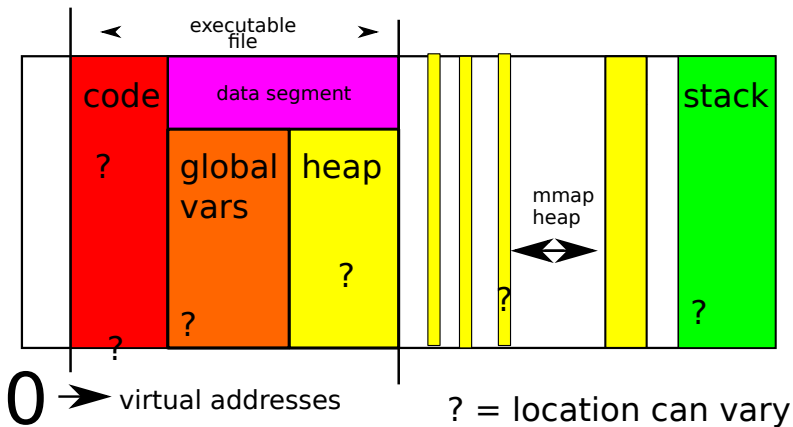 executable
file
code
data segment
stack
?
global
vars
heap
mmap
heap
?
?
?
?
?
0
virtual addresses
? = location can vary